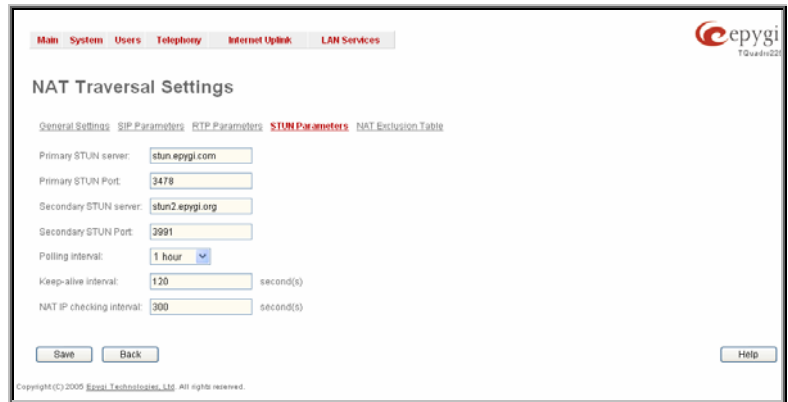 Main System Users Telephony Internet Uplink LAN Services
epygi
NAT Traversal Settings
General Settings SIP Parameters RTP Parameters STUN Parameters NAT Exclusion Table
Primary STUN server: stun.epygi.com
Primary STUN Port: 3478
Secondary STUN server: stun2.epygi.org
Secondary STUN Port: 3991
Polling interval: 1 hour
Keep-alive interval: 120 second(s)
NAT IP checking interval: 300 second(s)
Save Back Help
Copyright (C) 2005 Epygi Technologies, Ltd. All rights reserved.